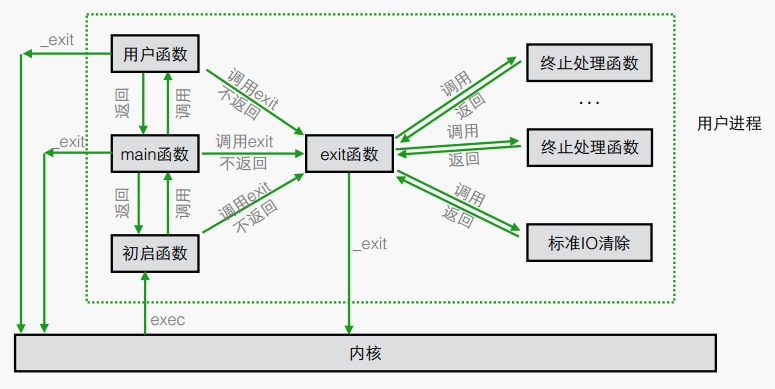 _exit
用户函数
返回
调用
调用exit
不返回
调用
返回
终止处理函数
...
用户进程
_exit
main函数
调用exit
不返回
exit函数
调用
返回
终止处理函数
返回
调用
调用exit
不返回
调用
返回
初启函数
_exit
标准IO清除
exec
内核